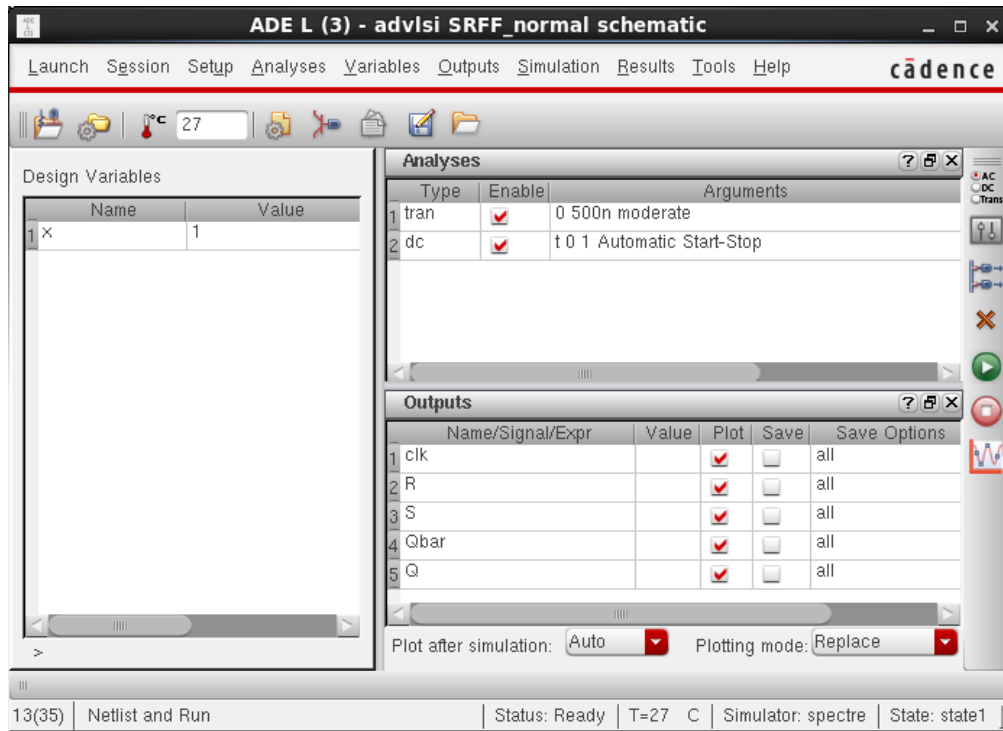 ADE L (3) - advlsi SRFF_normal schematic
Launch Session Setup Analyses Variables Outputs Simulation Results Tools Help cādence
°C 27
Design Variables
Name Value
1 x 1
>
Analyses
Type Enable Arguments
1 tran 0 500n moderate
2 dc t 0 1 Automatic Start-Stop
AC
DC
Trans
Outputs
Name/Signal/Expr Value Plot Save Save Options
1 clk all
2 R all
3 S all
4 Qbar all
5 Q all
Plot after simulation: Auto Plotting mode: Replace
13(35) Netlist and Run Status: Ready T=27 C Simulator: spectre State: state1